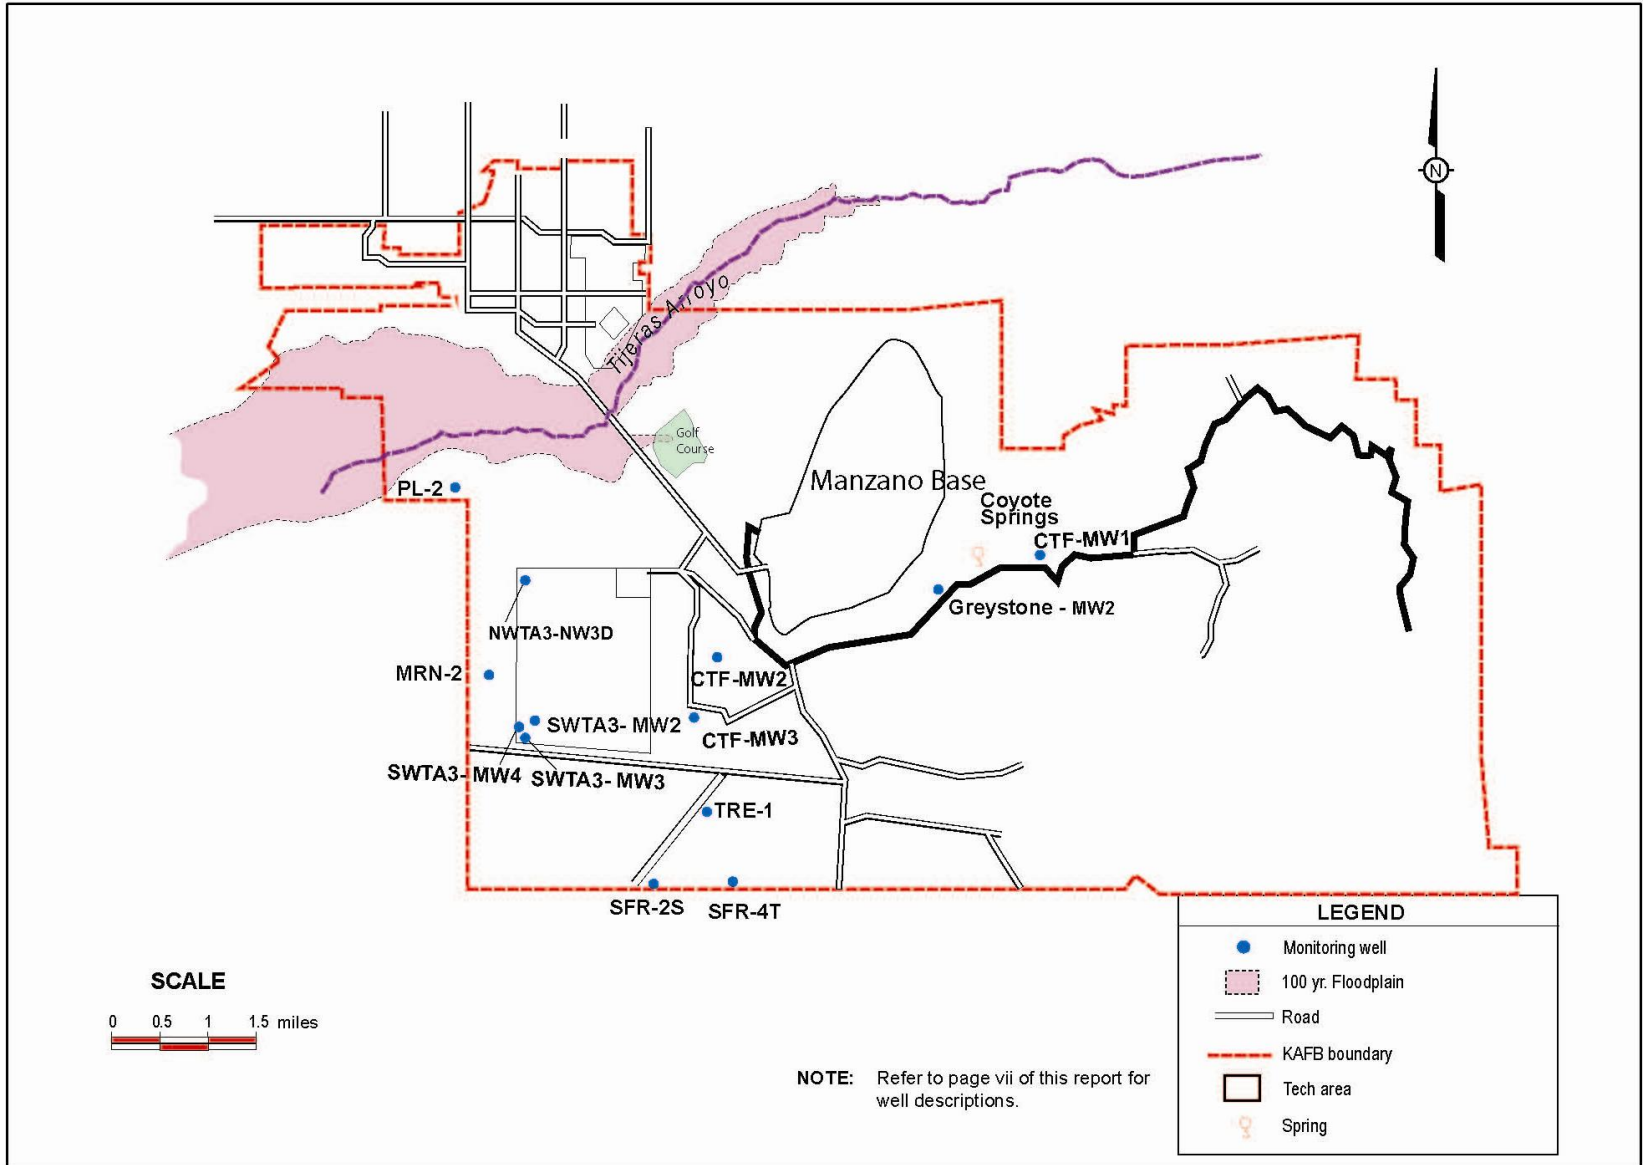 N
Tijeras Arroyo
Golf
Course
Manzano Base
PL-2
Coyote
Springs
CTF-MW1
Greystone - MW2
NWTA3-NW3D
MRN-2
CTF-MW2
SWTA3- MW2
CTF-MW3
SWTA3- MW4
SWTA3- MW3
TRE-1
SFR-2S
SFR-4T
SCALE
0 0.5 1 1.5 miles
NOTE: Refer to page vii of this report for
well descriptions.
LEGEND
Monitoring well
100 yr. Floodplain
Road
KAFB boundary
Tech area
Spring